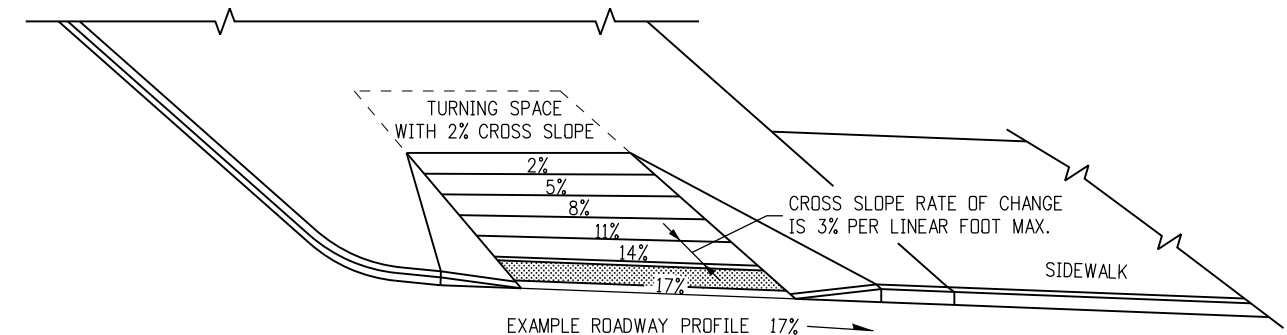 TURNING SPACE
WITH 2% CROSS SLOPE
2%
5%
8%
11%
14%
17%
CROSS SLOPE RATE OF CHANGE
IS 3% PER LINEAR FOOT MAX.
SIDEWALK
EXAMPLE ROADWAY PROFILE 17%